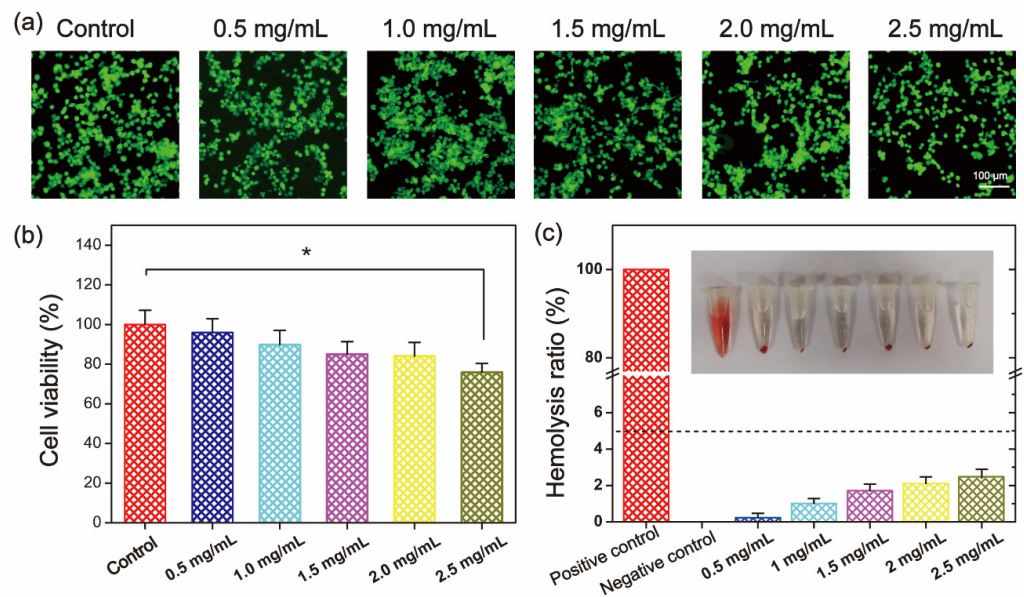 (a)
Control
0.5 mg/mL
1.0 mg/mL
1.5 mg/mL
2.0 mg/mL
2.5 mg/mL
100 μm
(b)
Cell viability (%)
140
120
100
80
60
40
20
0
*
Control
0.5 mg/mL
1.0 mg/mL
1.5 mg/mL
2.0 mg/mL
2.5 mg/mL
(c)
Hemolysis ratio (%)
100
80
6
4
2
0
Positive control
Negative control
0.5 mg/mL
1 mg/mL
1.5 mg/mL
2 mg/mL
2.5 mg/mL